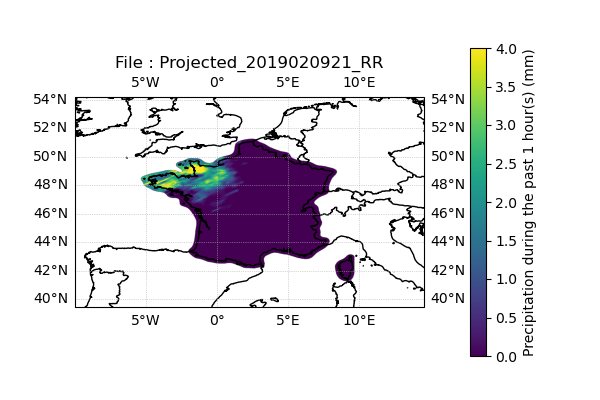 File : Projected_2019020921_RR
5°W 0° 5°E 10°E
54°N 54°N
52°N 52°N
50°N 50°N
48°N 48°N
46°N 46°N
44°N 44°N
42°N 42°N
40°N 40°N
5°W 0° 5°E 10°E
4.0
3.5
3.0
2.5
2.0
1.5
1.0
0.5
0.0
Precipitation during the past 1 hour(s) (mm)